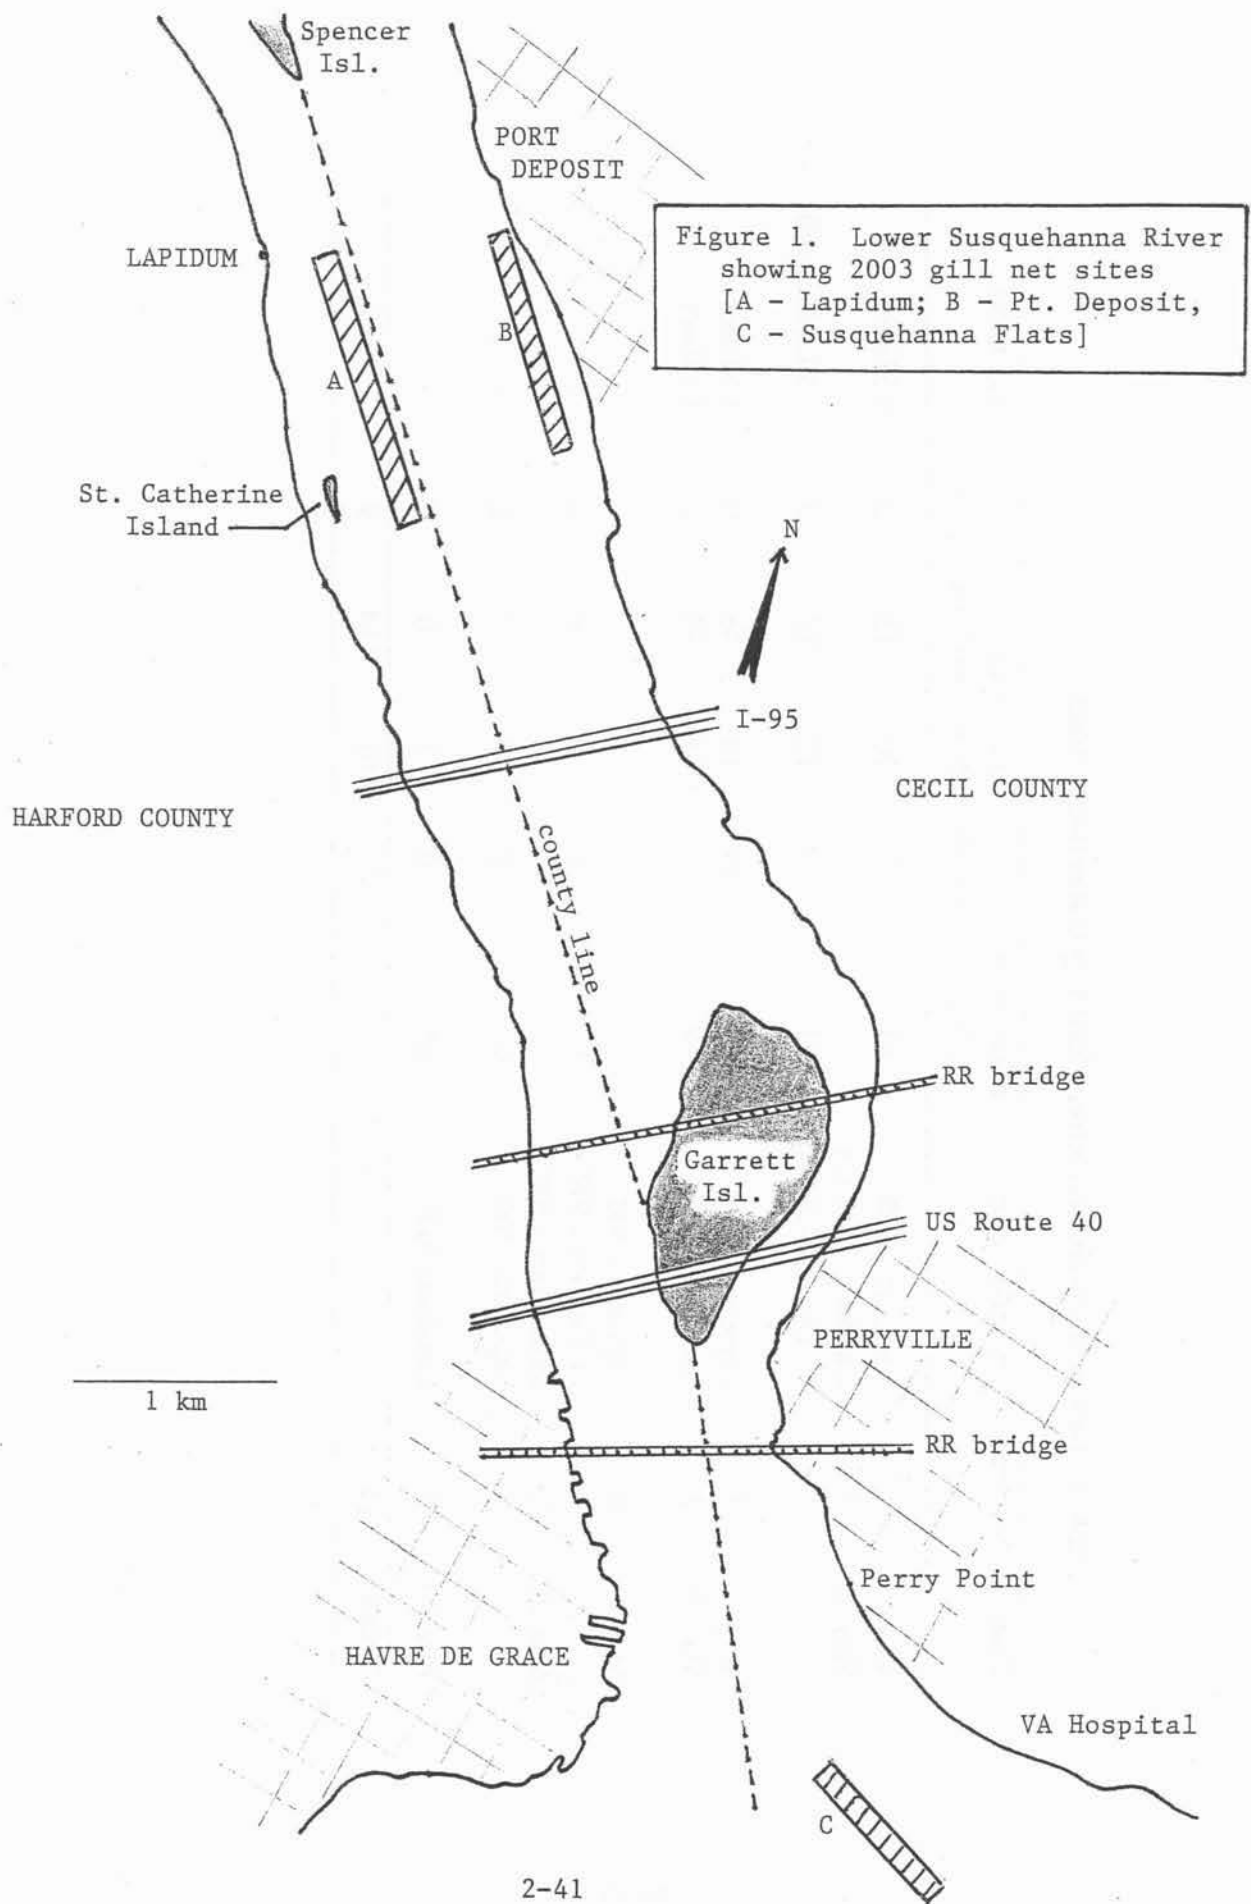 Spencer
Isl.
PORT
DEPOSIT
Figure 1. Lower Susquehanna River
showing 2003 gill net sites
[A - Lapidum; B - Pt. Deposit,
C - Susquehanna Flats]
LAPIDUM
B
A
St. Catherine
Island
N
I-95
CECIL COUNTY
HARFORD COUNTY
county line
RR bridge
Garrett
Isl.
US Route 40
PERRYVILLE
1 km
RR bridge
Perry Point
HAVRE DE GRACE
VA Hospital
C
2-41